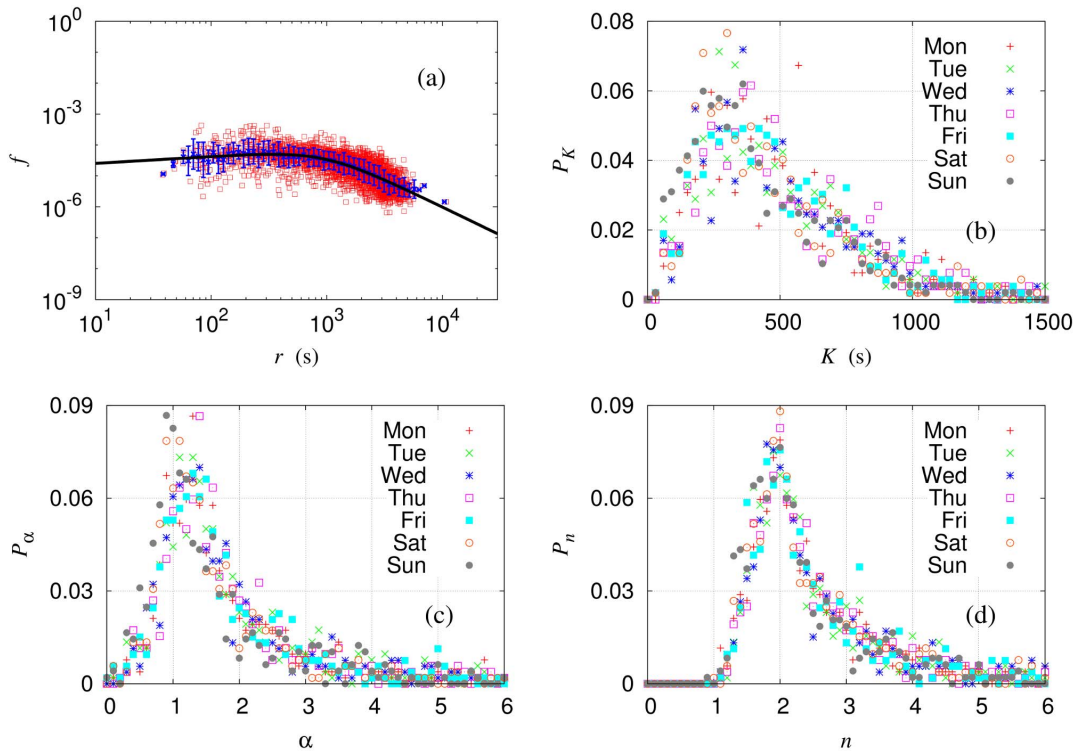 10^0
10^-3
10^-6
10^-9
f
(a)
10^1 10^2 10^3 10^4
r (s)
0.08
0.06
0.04
0.02
0
P_K
Mon
Tue
Wed
Thu
Fri
Sat
Sun
(b)
0 500 1000 1500
K (s)
0.09
0.06
0.03
0
P_α
Mon
Tue
Wed
Thu
Fri
Sat
Sun
(c)
0 1 2 3 4 5 6
α
0.09
0.06
0.03
0
P_n
Mon
Tue
Wed
Thu
Fri
Sat
Sun
(d)
0 1 2 3 4 5 6
n